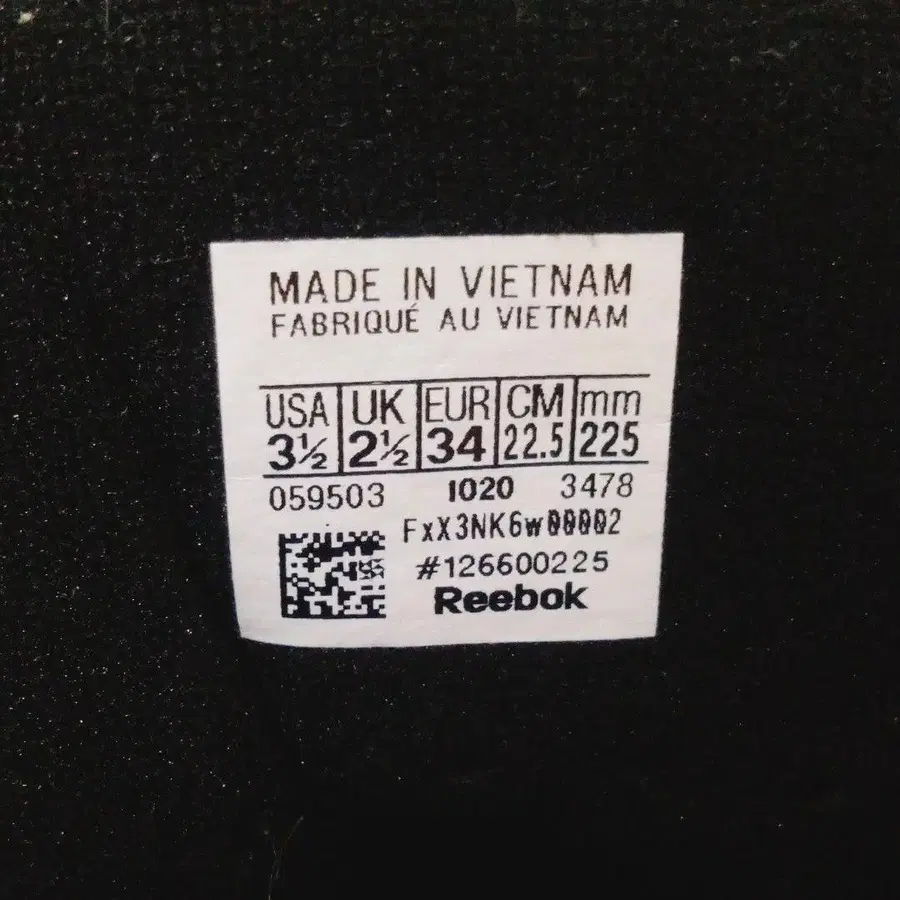 MADE IN VIETNAM
FABRIQUÉ AU VIETNAM
USA UK EUR CM mm
3½ 2½ 34 22.5 225
059503 1020 3478
FxX3NK6w00002
#126600225
Reebok